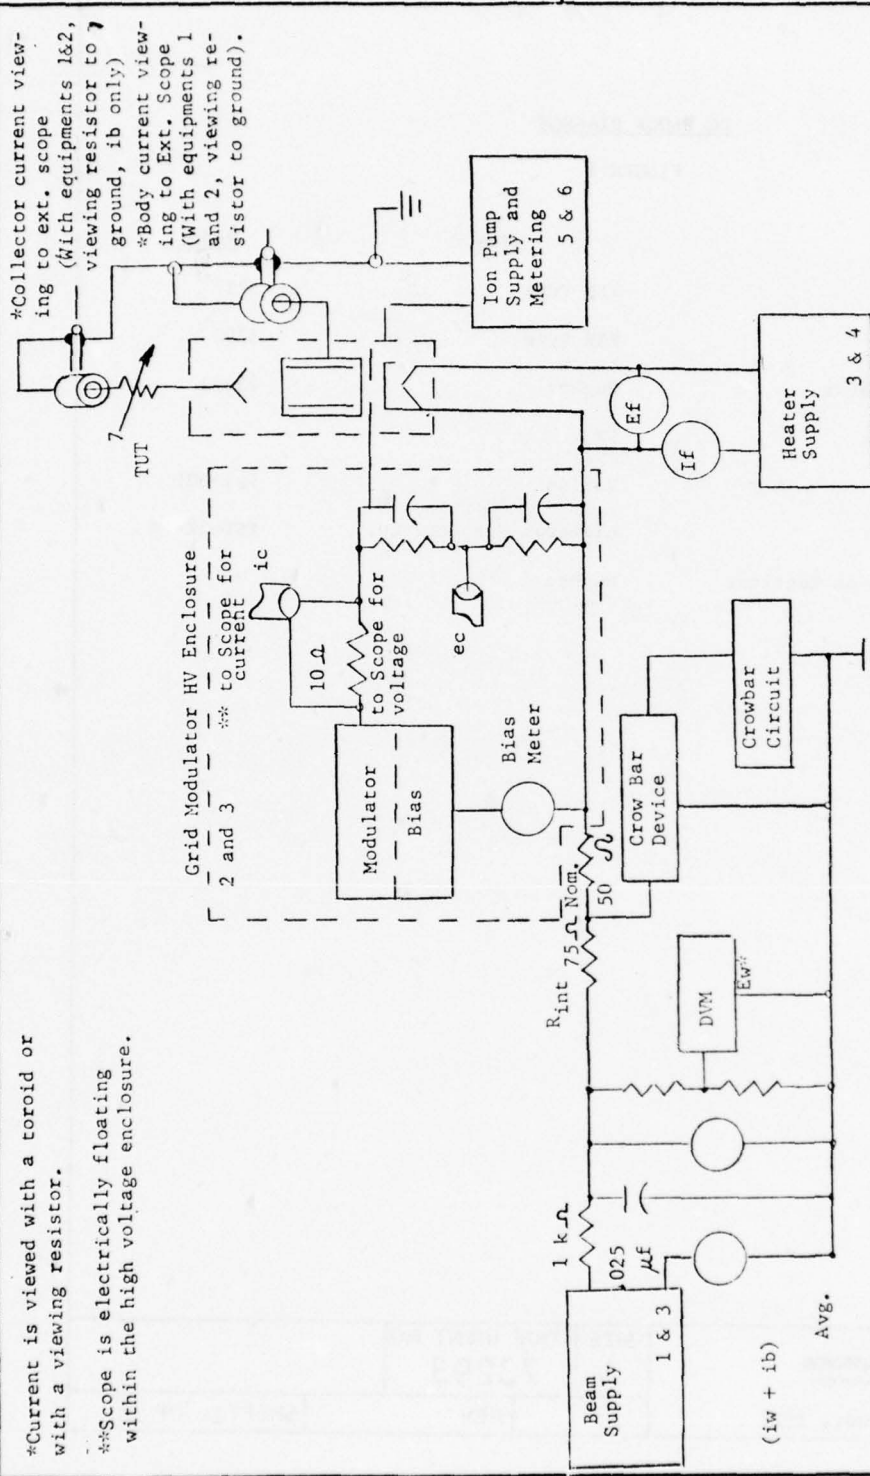 *Current is viewed with a toroid or
with a viewing resistor.
**Scope is electrically floating
within the high voltage enclosure.
*Collector current view-
ing to ext. scope
(With equipments 1&2,
viewing resistor to
ground, ib only)
*Body current view-
ing to Ext. Scope
(With equipments 1
and 2, viewing re-
sistor to ground).
7
TUT
Grid Modulator HV Enclosure
2 and 3
** to Scope for
current
ic
10 Ω
to Scope for
voltage
ec
Modulator
Bias
Bias
Meter
Ion Pump
Supply and
Metering
5 & 6
Ef
If
Heater
Supply
3 & 4
Rint
75 Ω Nom.
50 Ω
Crow Bar
Device
Crowbar
Circuit
DVM
Ew*
1 k Ω
.025
μf
Beam
Supply
1 & 3
(iw + ib)
Avg.